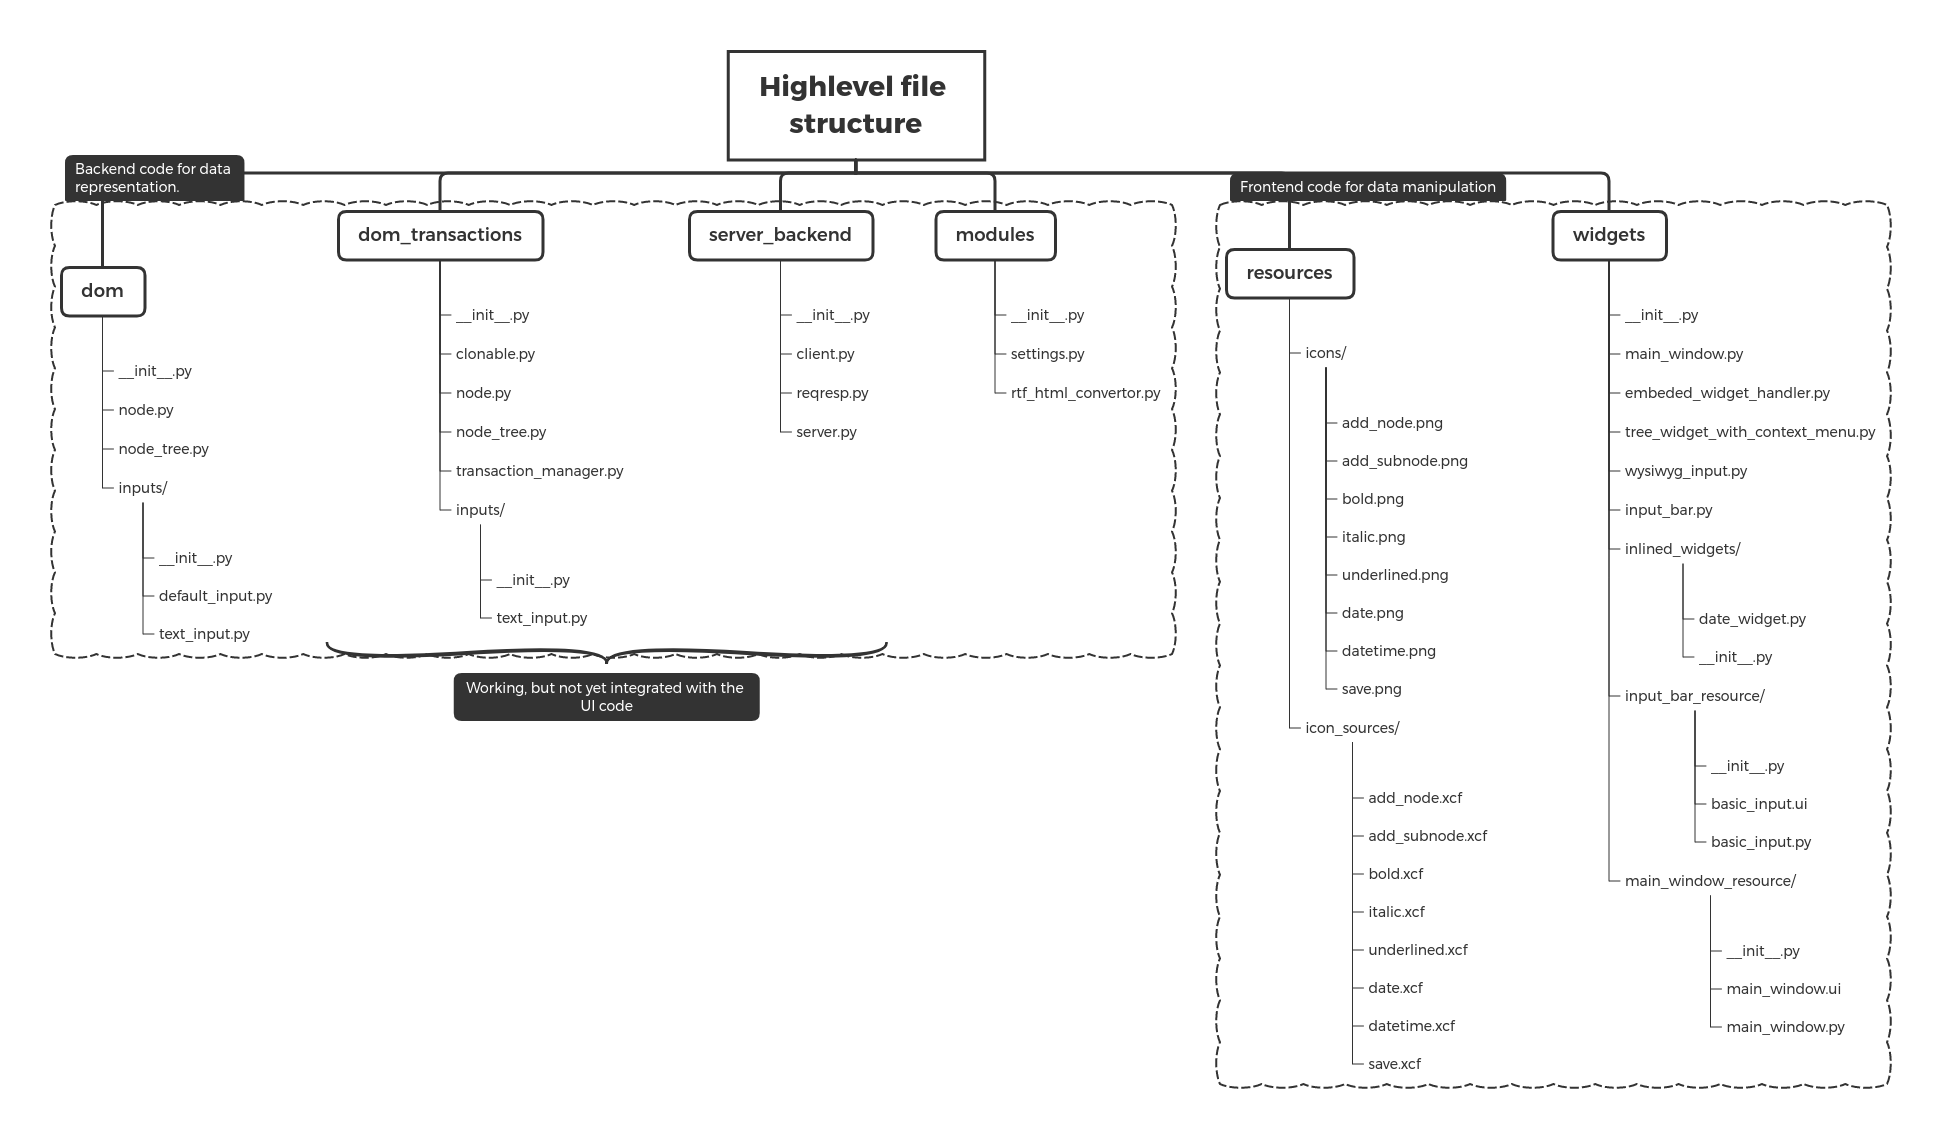 Highlevel file
structure
Backend code for data
representation.
dom
__init__.py
node.py
node_tree.py
inputs/
__init__.py
default_input.py
text_input.py
dom_transactions
__init__.py
clonable.py
node.py
node_tree.py
transaction_manager.py
inputs/
__init__.py
text_input.py
server_backend
__init__.py
client.py
reqresp.py
server.py
modules
__init__.py
settings.py
rtf_html_convertor.py
Working, but not yet integrated with the
UI code
Frontend code for data manipulation
resources
icons/
add_node.png
add_subnode.png
bold.png
italic.png
underlined.png
date.png
datetime.png
save.png
icon_sources/
add_node.xcf
add_subnode.xcf
bold.xcf
italic.xcf
underlined.xcf
date.xcf
datetime.xcf
save.xcf
widgets
__init__.py
main_window.py
embeded_widget_handler.py
tree_widget_with_context_menu.py
wysiwyg_input.py
input_bar.py
inlined_widgets/
date_widget.py
__init__.py
input_bar_resource/
__init__.py
basic_input.ui
basic_input.py
main_window_resource/
__init__.py
main_window.ui
main_window.py